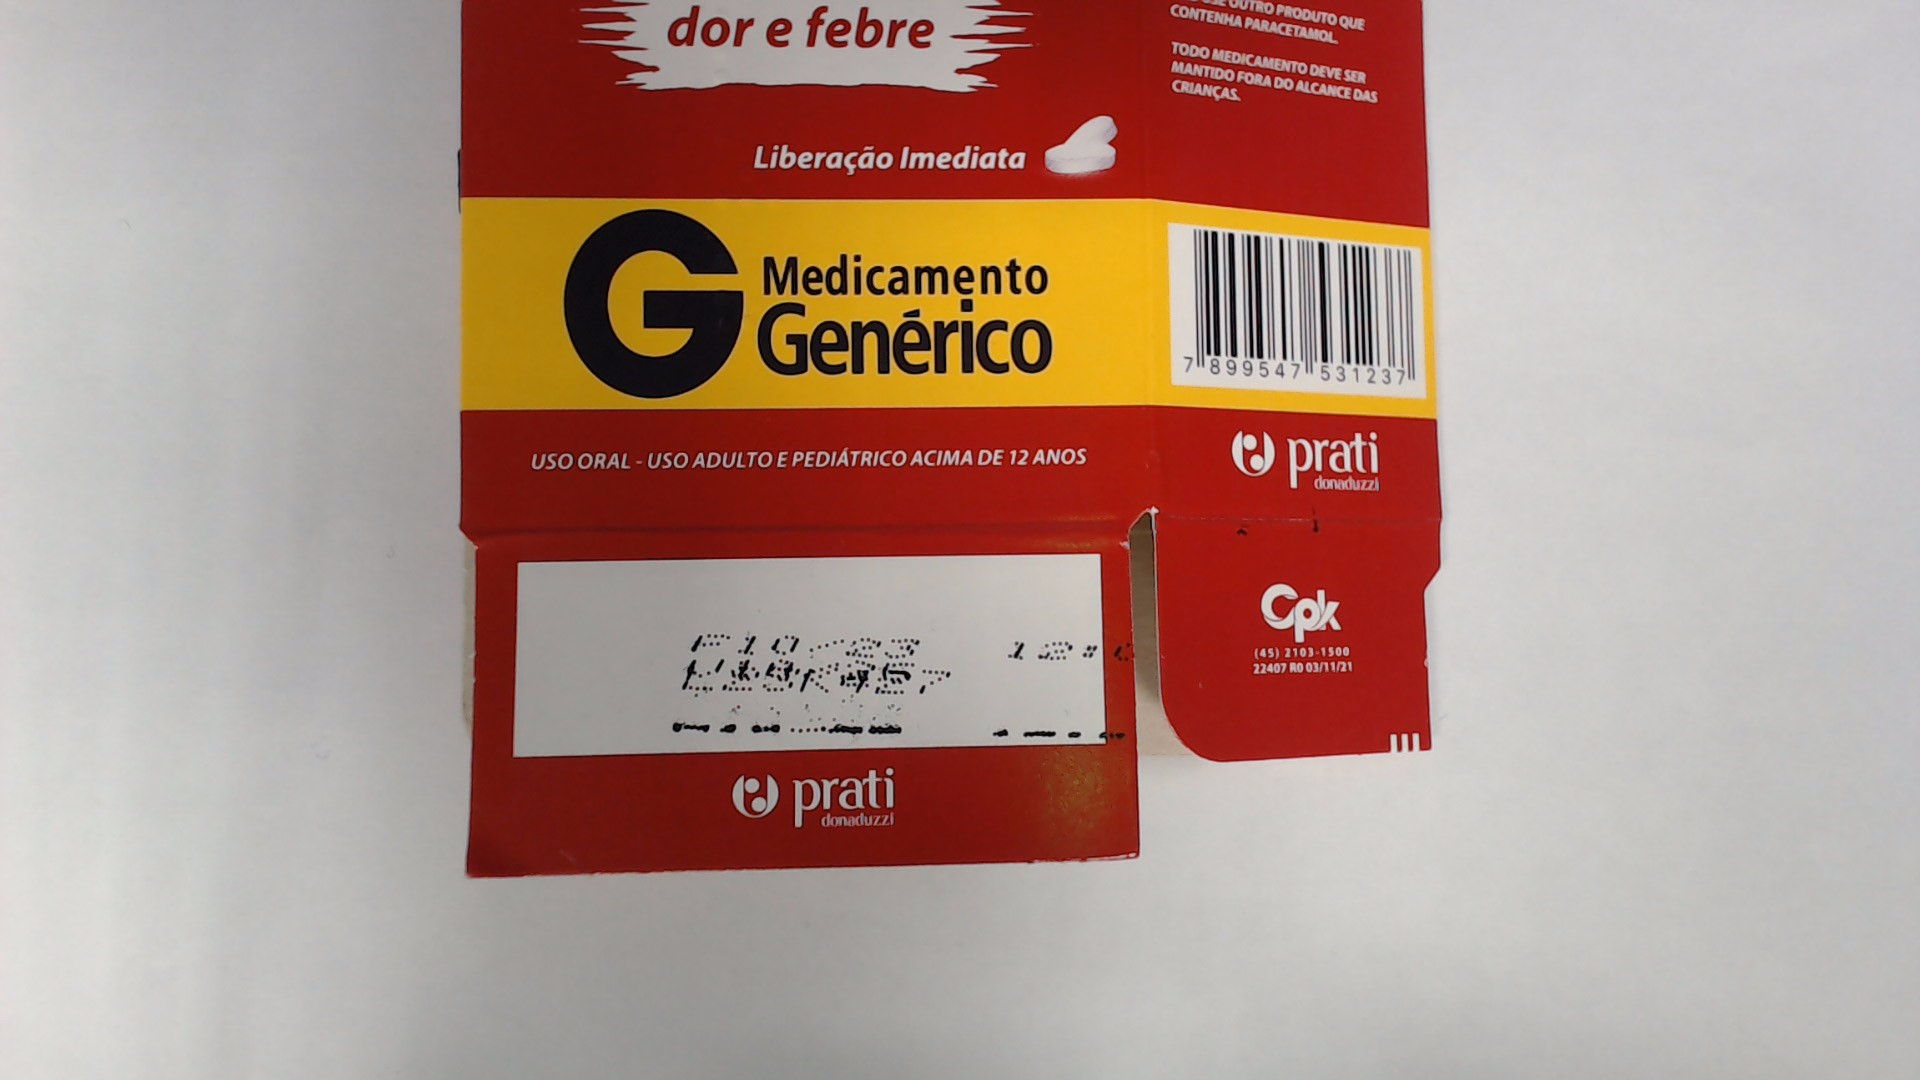 dor e febre
Liberação Imediata
Medicamento
Genérico
USO ORAL - USO ADULTO E PEDIÁTRICO ACIMA DE 12 ANOS
OUTRO PRODUTO QUE
CONTENHA PARACETAMOL.
TODO MEDICAMENTO DEVE SER
MANTIDO FORA DO ALCANCE DAS
CRIANÇAS.
7 899547 531237
prati
donaduzzi
Cpk
(45) 2103-1500
22407 R0 03/11/21
prati
donaduzzi